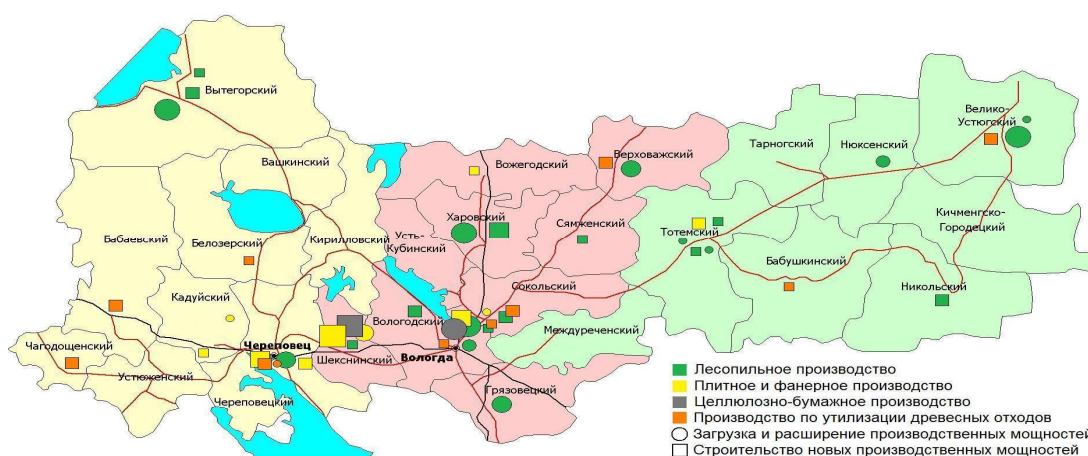 Вытегорский
Вашкинский
Бабаевский
Белозерский
Кирилловский
Кадуйский
Чагодощенский
Устюженский
Череповец
Череповецкий
Шекснинский
Вожегодский
Верховажский
Харовский
Усть-
Кубинский
Сямженский
Сокольский
Вологодский
Вологда
Междуреченский
Грязовецкий
Тарногский
Нюксенский
Велико-
Устюгский
Тотемский
Бабушкинский
Кичменгско-
Городецкий
Никольский
Лесопильное производство
Плитное и фанерное производство
Целлюлозно-бумажное производство
Производство по утилизации древесных отходов
Загрузка и расширение производственных мощностей
Строительство новых производственных мощностей